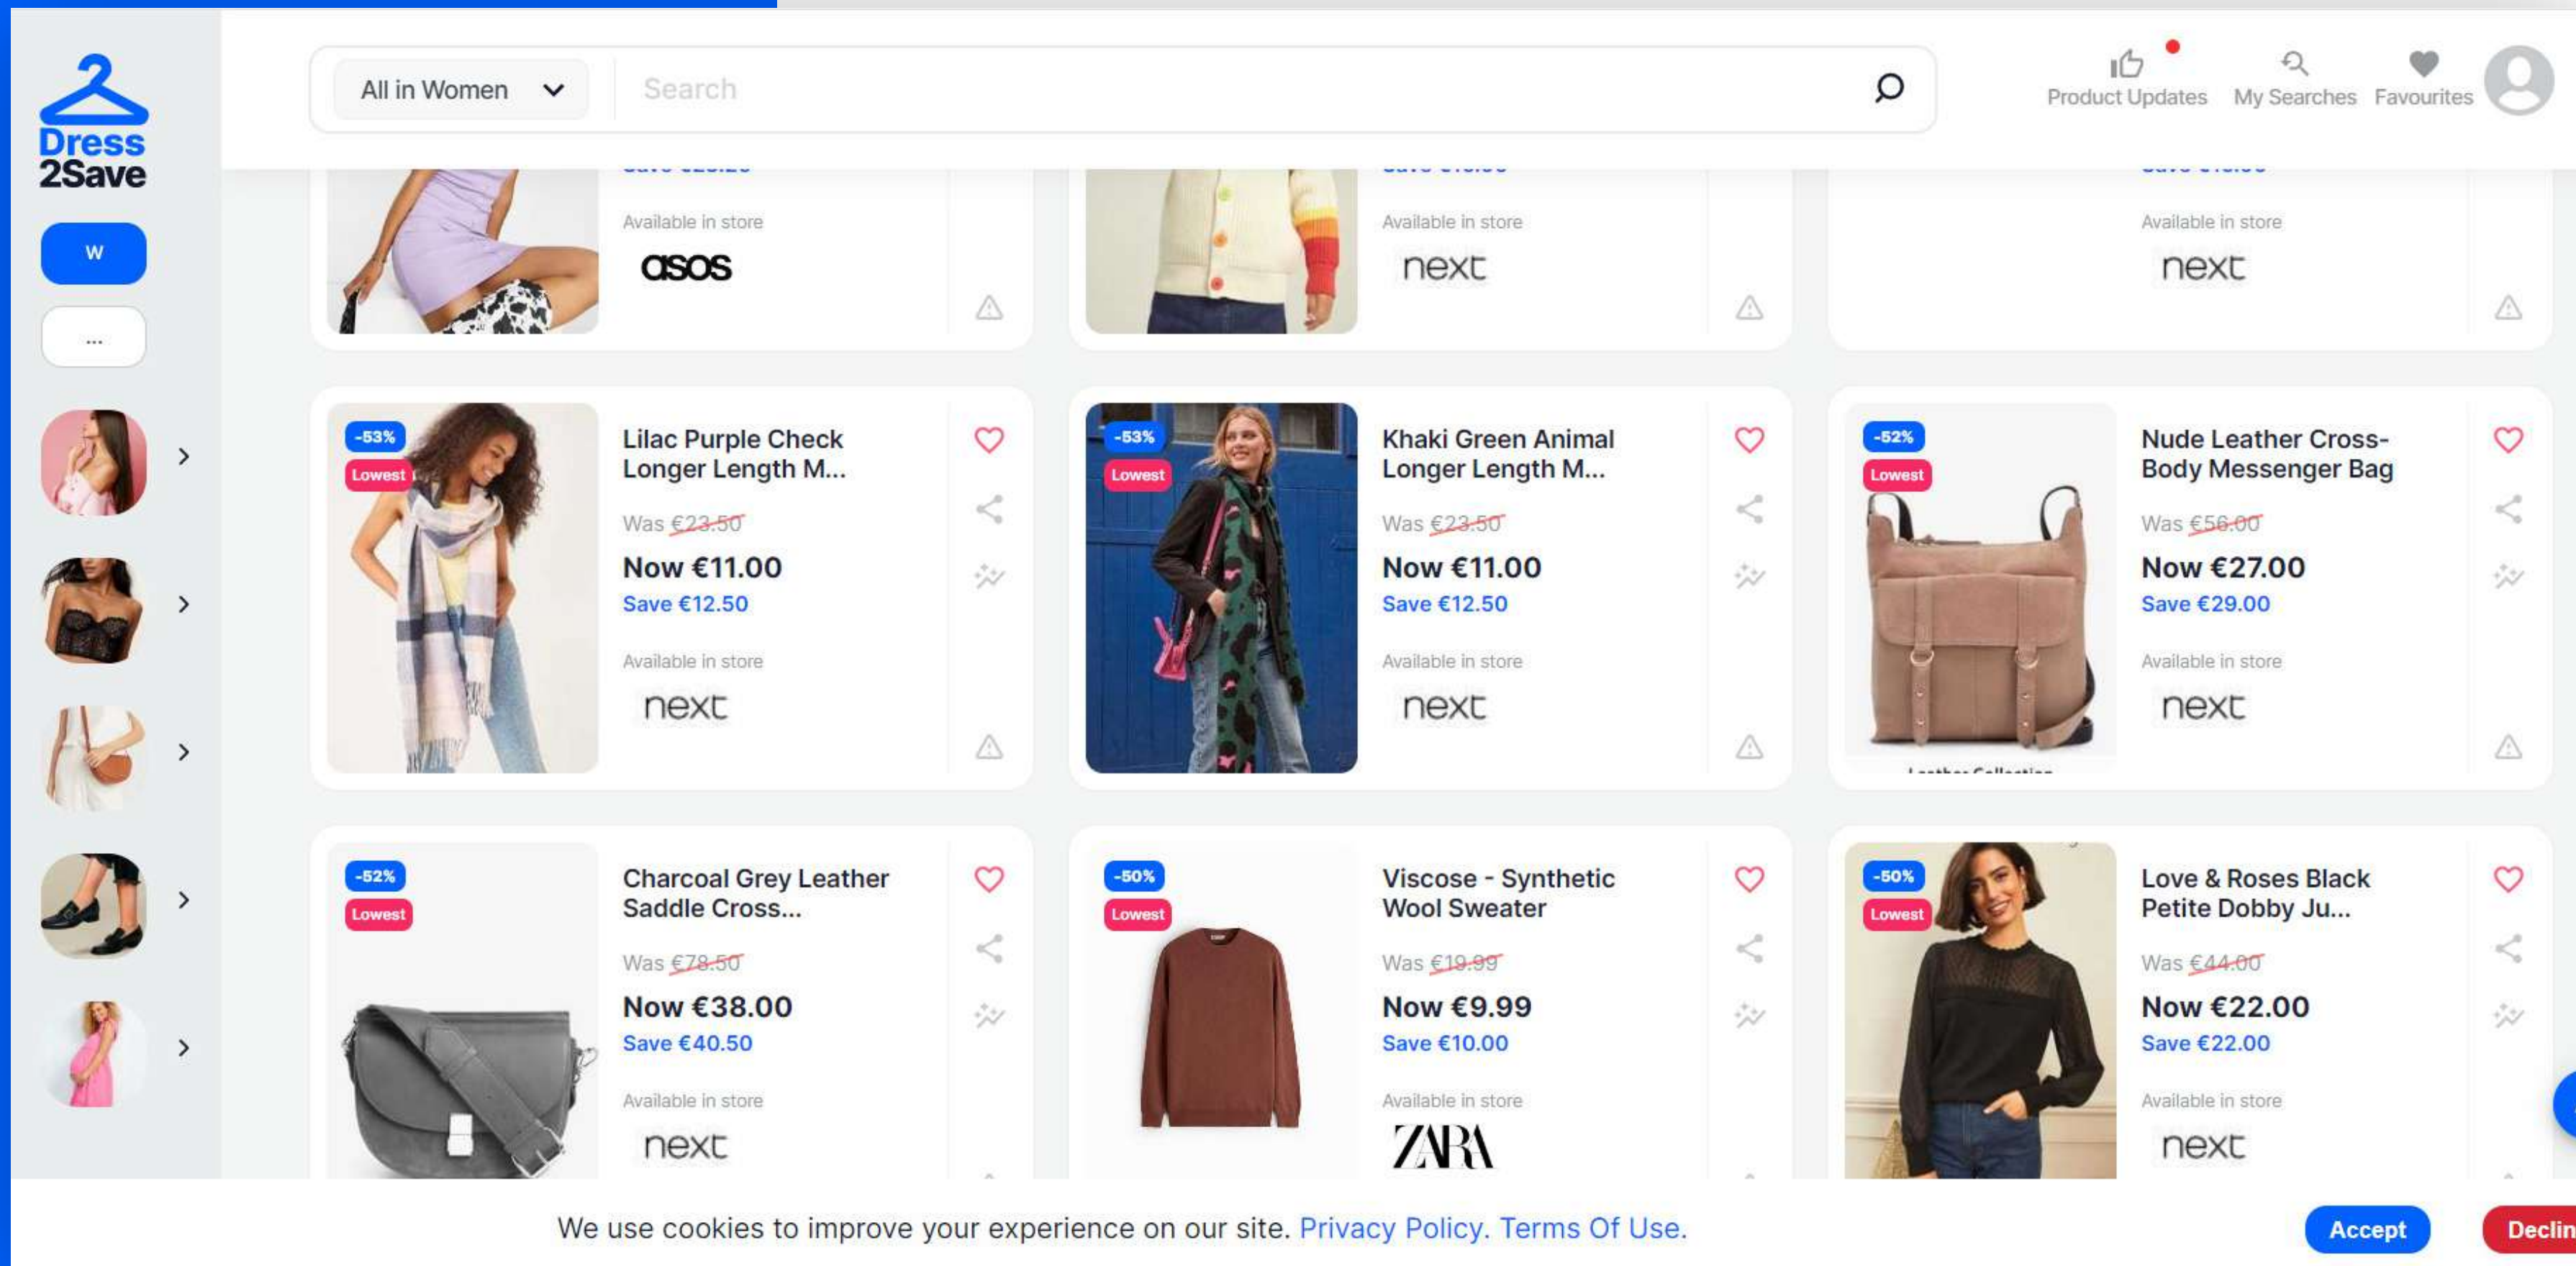 Dress
2Save
W
...
All in Women
Search
Product Updates
My Searches
Favourites
Available in store
asos
Available in store
next
Available in store
next
-53%
Lowest
Lilac Purple Check
Longer Length M...
Was €23.50
Now €11.00
Save €12.50
Available in store
next
-53%
Lowest
Khaki Green Animal
Longer Length M...
Was €23.50
Now €11.00
Save €12.50
Available in store
next
-52%
Lowest
Nude Leather Cross-
Body Messenger Bag
Was €56.00
Now €27.00
Save €29.00
Available in store
next
-52%
Lowest
Charcoal Grey Leather
Saddle Cross...
Was €78.50
Now €38.00
Save €40.50
Available in store
next
-50%
Lowest
Viscose - Synthetic
Wool Sweater
Was €19.99
Now €9.99
Save €10.00
Available in store
ZARA
-50%
Lowest
Love & Roses Black
Petite Dobby Ju...
Was €44.00
Now €22.00
Save €22.00
Available in store
next
We use cookies to improve your experience on our site. Privacy Policy. Terms Of Use.
Accept
Declin